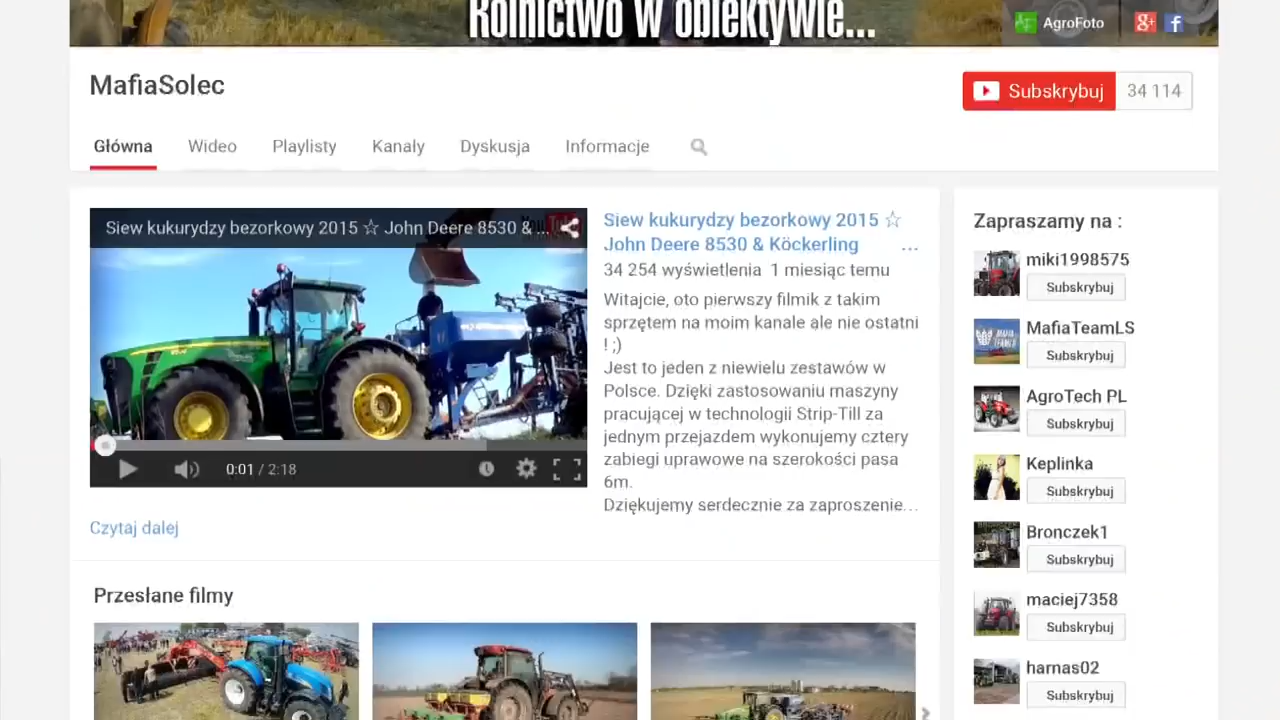 Rolnictwo w obiektywie...
AgroFoto
MafiaSolec
Subskrybuj 34 114
Główna Wideo Playlisty Kanały Dyskusja Informacje
Siew kukurydzy bezorkowy 2015 ☆ John Deere 8530 & ...
0:01 / 2:18
Siew kukurydzy bezorkowy 2015 ☆
John Deere 8530 & Köckerling ...
34 254 wyświetlenia 1 miesiąc temu
Witajcie, oto pierwszy filmik z takim
sprzętem na moim kanale ale nie ostatni
! ;)
Jest to jeden z niewielu zestawów w
Polsce. Dzięki zastosowaniu maszyny
pracującej w technologii Strip-Till za
jednym przejazdem wykonujemy cztery
zabiegi uprawowe na szerokości pasa
6m.
Dziękujemy serdecznie za zaproszenie...
Czytaj dalej
Przesłane filmy
Zapraszamy na :
miki1998575
Subskrybuj
MafiaTeamLS
Subskrybuj
AgroTech PL
Subskrybuj
Keplinka
Subskrybuj
Bronczek1
Subskrybuj
maciej7358
Subskrybuj
harnas02
Subskrybuj